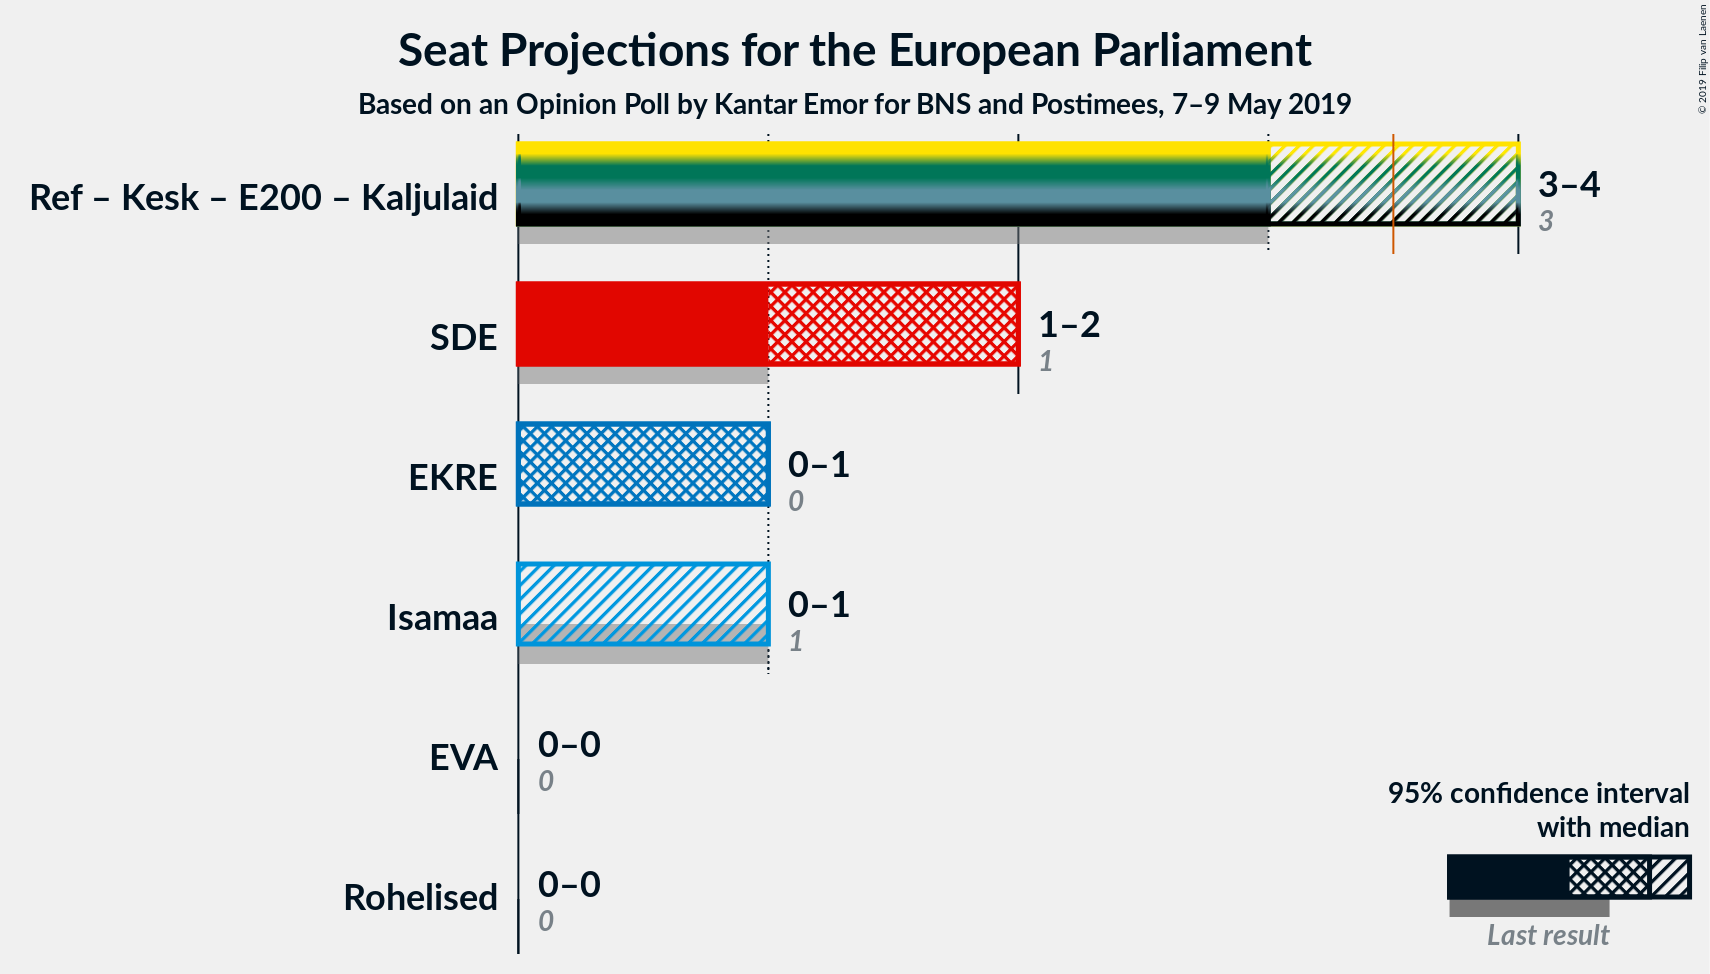 Seat Projections for the European Parliament
Based on an Opinion Poll by Kantar Emor for BNS and Postimees, 7–9 May 2019
© 2019 Filip van Laenen
Ref – Kesk – E200 – Kaljulaid
3–4
3
SDE
1–2
1
EKRE
0–1
0
Isamaa
0–1
1
EVA
0–0
0
Rohelised
0–0
0
95% confidence interval
with median
Last result